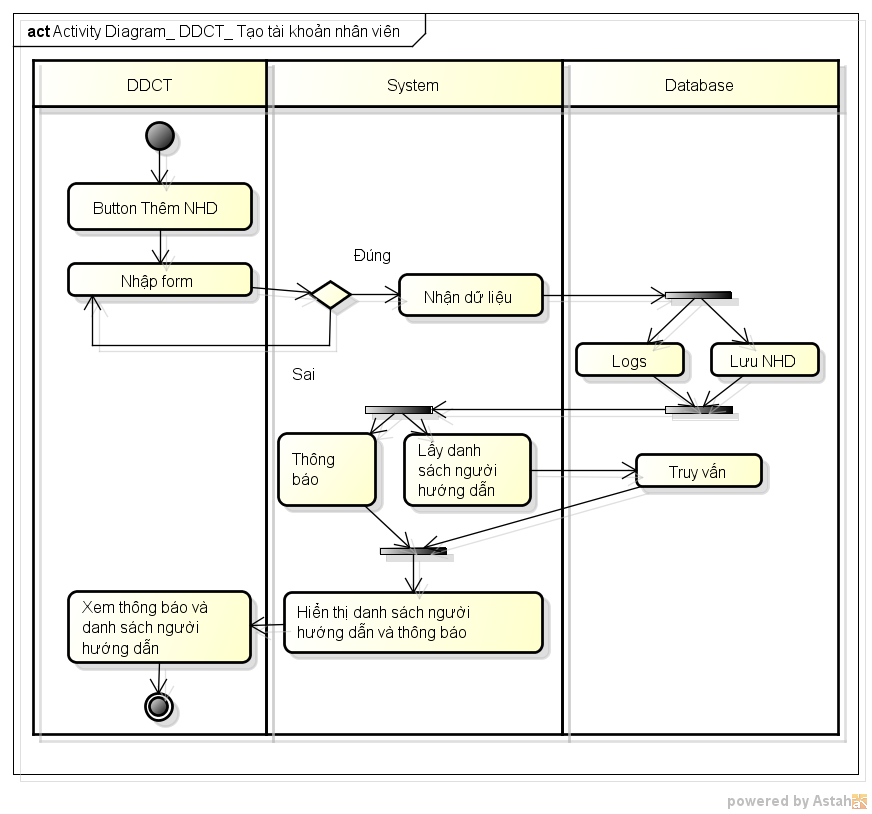 act Activity Diagram_ DDCT_ Tạo tài khoản nhân viên
DDCT
System
Database
Button Thêm NHD
Đúng
Nhập form
Nhận dữ liệu
Logs
Lưu NHD
Sai
Thông
báo
Lấy danh
sách người
hướng dẫn
Truy vấn
Xem thông báo và
danh sách người
hướng dẫn
Hiển thị danh sách người
hướng dẫn và thông báo
powered by Astah